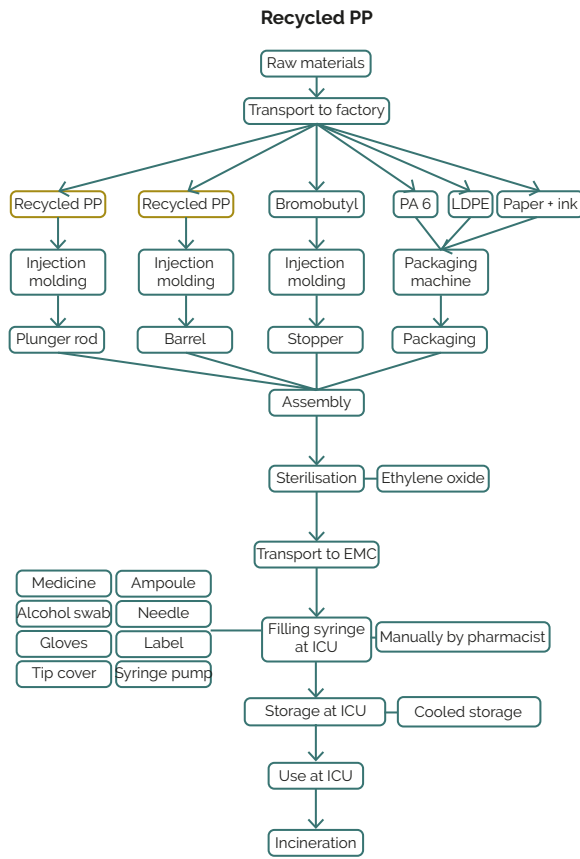 Recycled PP
Raw materials
Transport to factory
Recycled PP
Recycled PP
Bromobutyl
PA 6
LDPE
Paper + ink
Injection
molding
Injection
molding
Injection
molding
Packaging
machine
Plunger rod
Barrel
Stopper
Packaging
Assembly
Sterilisation
Ethylene oxide
Transport to EMC
Medicine
Ampoule
Alcohol swab
Needle
Gloves
Label
Tip cover
Syringe pump
Filling syringe
at ICU
Manually by pharmacist
Storage at ICU
Cooled storage
Use at ICU
Incineration